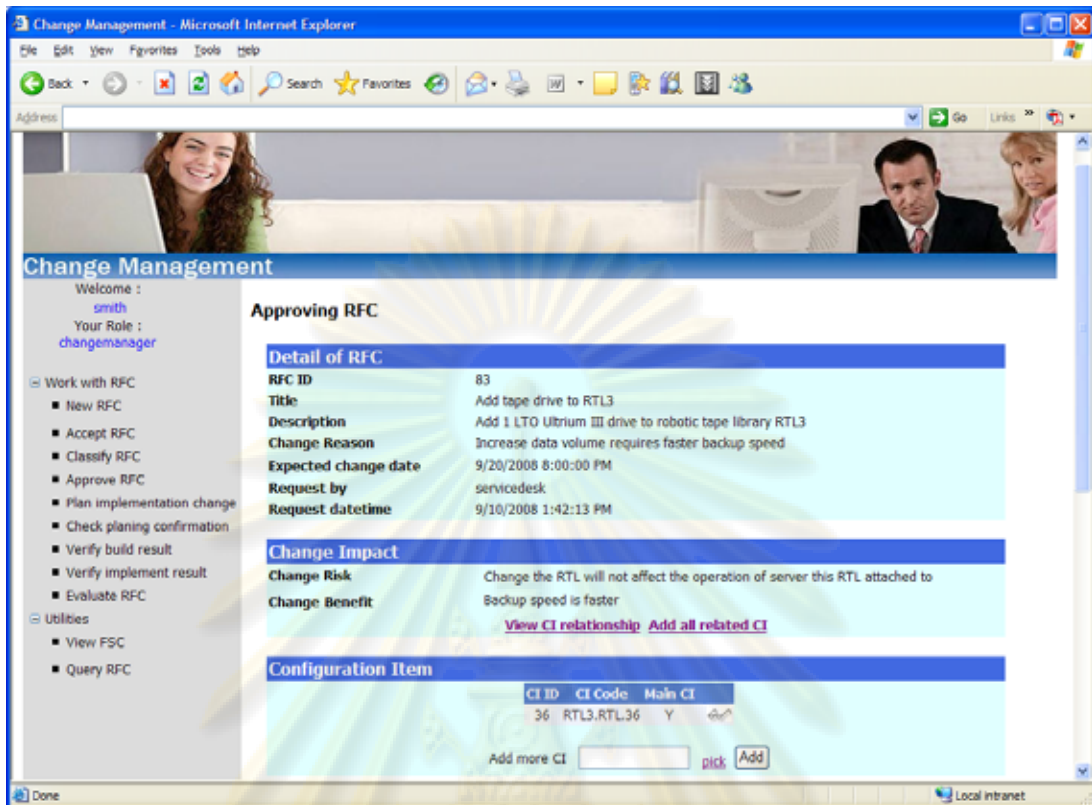 Change Management - Microsoft Internet Explorer
File Edit View Favorites Tools Help
Back Search Favorites
Address Go Links »
Change Management
Welcome :
smith
Your Role :
changemanager
Approving RFC
Detail of RFC
RFC ID 83
Title Add tape drive to RTL3
Description Add 1 LTO Ultrium III drive to robotic tape library RTL3
Change Reason Increase data volume requires faster backup speed
Expected change date 9/20/2008 8:00:00 PM
Request by servicedesk
Request datetime 9/10/2008 1:42:13 PM
Work with RFC
New RFC
Accept RFC
Classify RFC
Approve RFC
Plan implementation change
Check planing confirmation
Verify build result
Verify implement result
Evaluate RFC
Utilities
View FSC
Query RFC
Change Impact
Change Risk Change the RTL will not affect the operation of server this RTL attached to
Change Benefit Backup speed is faster
View CI relationship Add all related CI
Configuration Item
CI ID CI Code Main CI
36 RTL3.RTL.36 Y
Add more CI pick Add
Done Local intranet